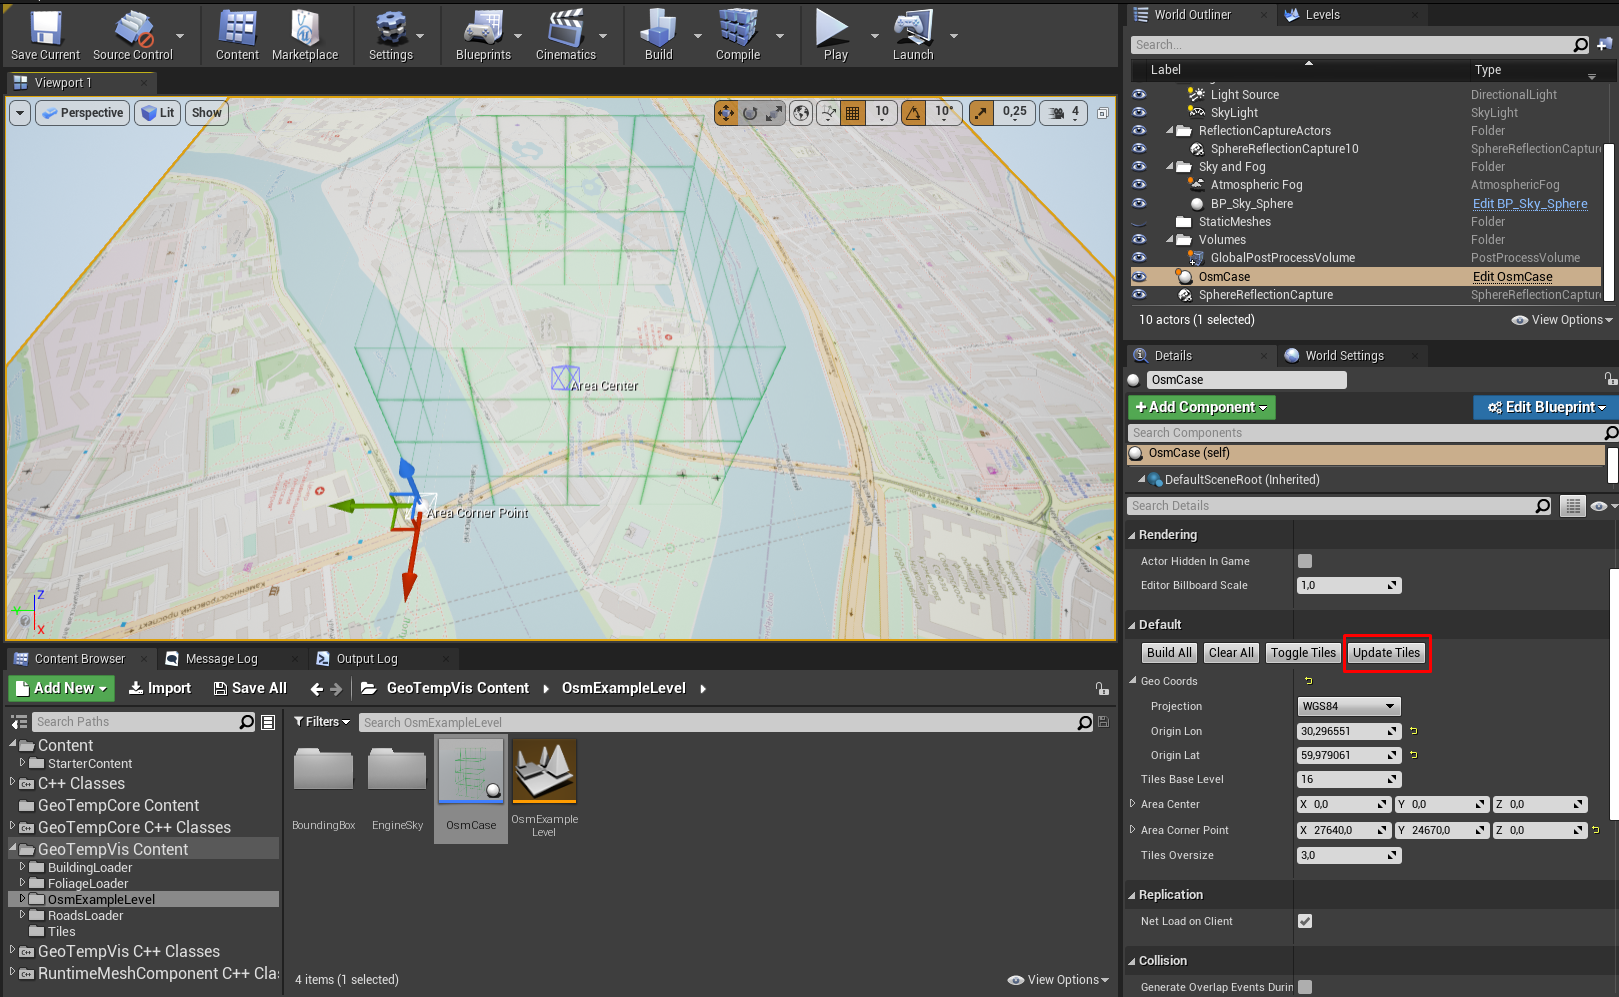 Save Current
Source Control
Content
Marketplace
Settings
Blueprints
Cinematics
Build
Compile
Play
Launch
Viewport 1
Perspective
Lit
Show
10
10°
0,25
4
Area Center
Area Corner Point
Z
Y
X
World Outliner
Levels
Search...
Label
Type
Light Source
DirectionalLight
SkyLight
SkyLight
ReflectionCaptureActors
Folder
SphereReflectionCapture10
SphereReflectionCapture
Sky and Fog
Folder
Atmospheric Fog
AtmosphericFog
BP_Sky_Sphere
Edit BP_Sky_Sphere
StaticMeshes
Folder
Volumes
Folder
GlobalPostProcessVolume
PostProcessVolume
OsmCase
Edit OsmCase
SphereReflectionCapture
SphereReflectionCapture
10 actors (1 selected)
View Options
Details
World Settings
OsmCase
Add Component
Edit Blueprint
Search Components
OsmCase (self)
DefaultSceneRoot (Inherited)
Search Details
Rendering
Actor Hidden In Game
Editor Billboard Scale
1,0
Default
Build All
Clear All
Toggle Tiles
Update Tiles
Geo Coords
Projection
WGS84
Origin Lon
30,296551
Origin Lat
59,979061
Tiles Base Level
16
Area Center
X 0,0
Y 0,0
Z 0,0
Area Corner Point
X 27640,0
Y 24670,0
Z 0,0
Tiles Oversize
3,0
Replication
Net Load on Client
Collision
Generate Overlap Events Durin
Content Browser
Message Log
Output Log
Add New
Import
Save All
GeoTempVis Content
OsmExampleLevel
Search Paths
Filters
Search OsmExampleLevel
Content
StarterContent
C++ Classes
GeoTempCore Content
GeoTempCore C++ Classes
GeoTempVis Content
BuildingLoader
FoliageLoader
OsmExampleLevel
RoadsLoader
Tiles
GeoTempVis C++ Classes
RuntimeMeshComponent C++ Cla
BoundingBox
EngineSky
OsmCase
OsmExample
Level
4 items (1 selected)
View Options